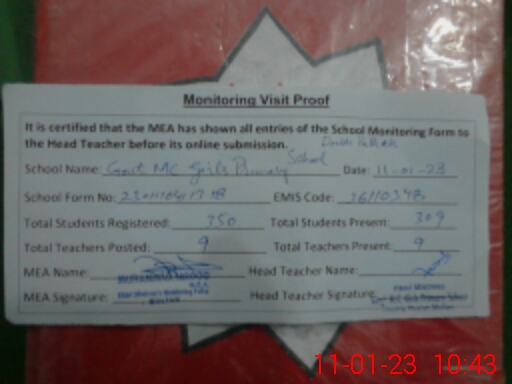 Monitoring Visit Proof
It is certified that the MEA has shown all entries of the School Monitoring Form to
the Head Teacher before its online submission.
School Name: Govt MC Girls Primary School Date: 11-01-23
School Form No: EMIS Code:
Total Students Registered: 350 Total Students Present: 309
Total Teachers Posted: 9 Total Teachers Present: 9
MEA Name: Head Teacher Name:
MEA Signature: Head Teacher Signature
Head Mistress
11-01-23 10:43